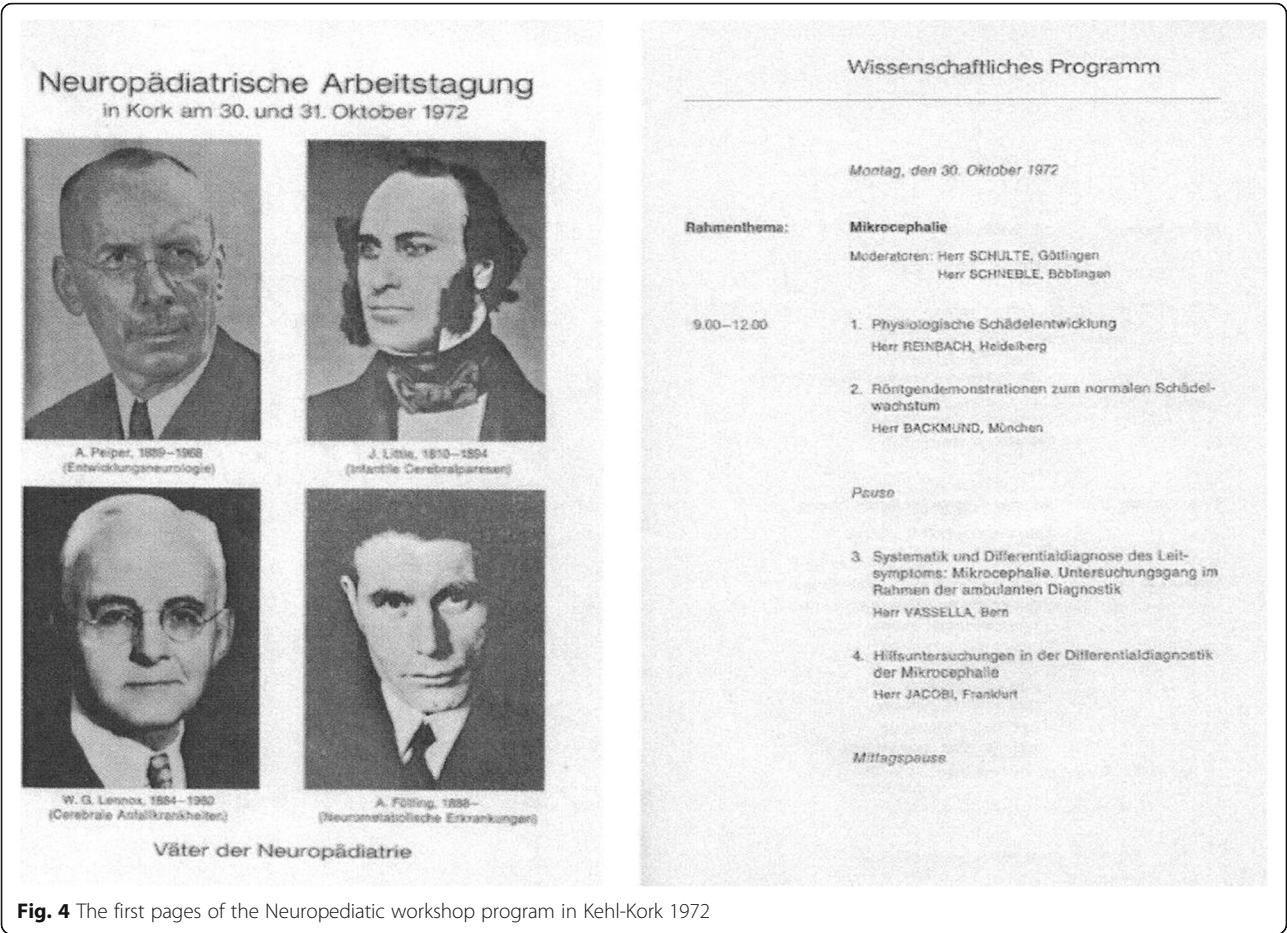 Neuropädiatrische Arbeitstagung
in Kork am 30. und 31. Oktober 1972
A. Peiper, 1889–1968
(Entwicklungsneurologie)
J. Little, 1810–1894
(Infantile Cerebralparesen)
W. G. Lennox, 1884–1960
(Cerebrale Anfallkrankheiten)
A. Fölling, 1888–
(Neurometabolische Erkrankungen)
Väter der Neuropädiatrie
Wissenschaftliches Programm
Montag, den 30. Oktober 1972
Rahmenthema: Mikrocephalie
Moderatoren: Herr SCHULTE, Göttingen
Herr SCHNEBLE, Böblingen
9.00–12.00 1. Physiologische Schädelentwicklung
Herr REINBACH, Heidelberg
2. Röntgendemonstrationen zum normalen Schädel-
wachstum
Herr BACKMUND, München
Pause
3. Systematik und Differentialdiagnose des Leit-
symptoms: Mikrocephalie. Untersuchungsgang im
Rahmen der ambulanten Diagnostik
Herr VASSELLA, Bern
4. Hilfsuntersuchungen in der Differentialdiagnostik
der Mikrocephalie
Herr JACOBI, Frankfurt
Mittagspause
Fig. 4 The first pages of the Neuropediatic workshop program in Kehl-Kork 1972